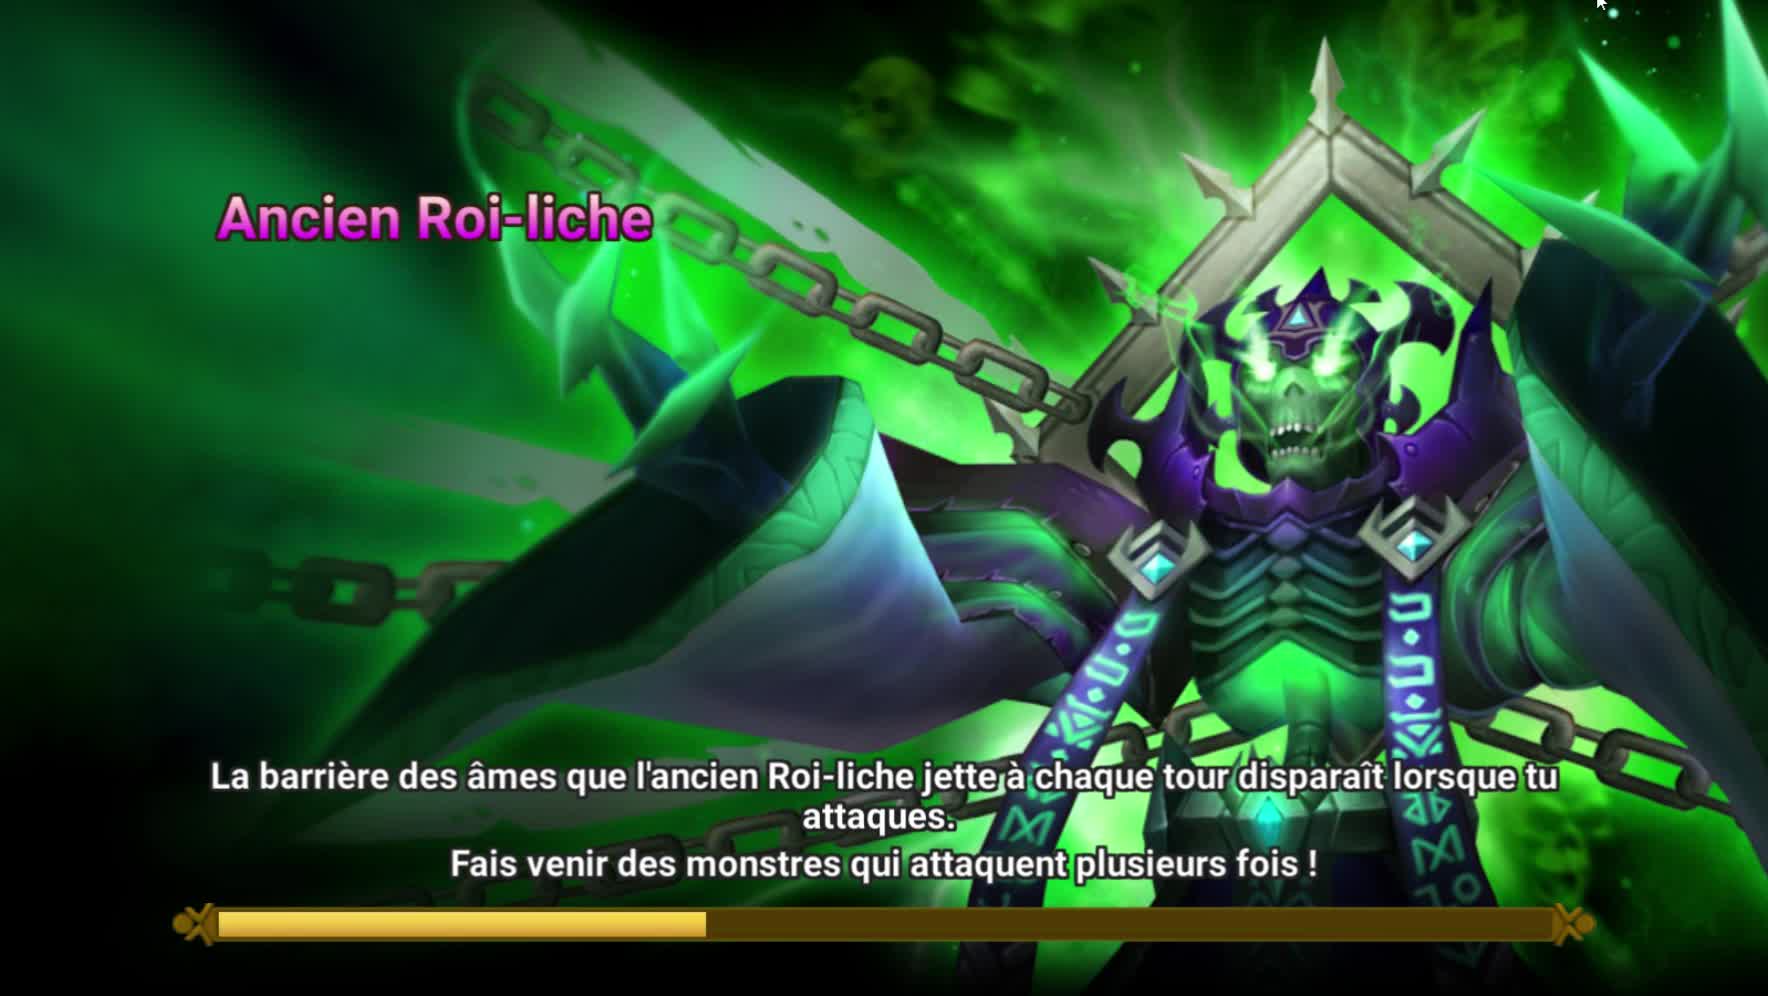 Ancien Roi-liche
La barrière des âmes que l'ancien Roi-liche jette à chaque tour disparaît lorsque tu
attaques.
Fais venir des monstres qui attaquent plusieurs fois !